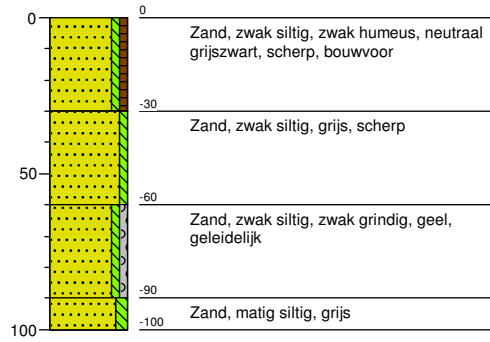 0
0
Zand, zwak siltig, zwak humeus, neutraal
grijszwart, scherp, bouwvoor
-30
Zand, zwak siltig, grijs, scherp
50
-60
Zand, zwak siltig, zwak grindig, geel,
geleidelijk
-90
Zand, matig siltig, grijs
100
-100